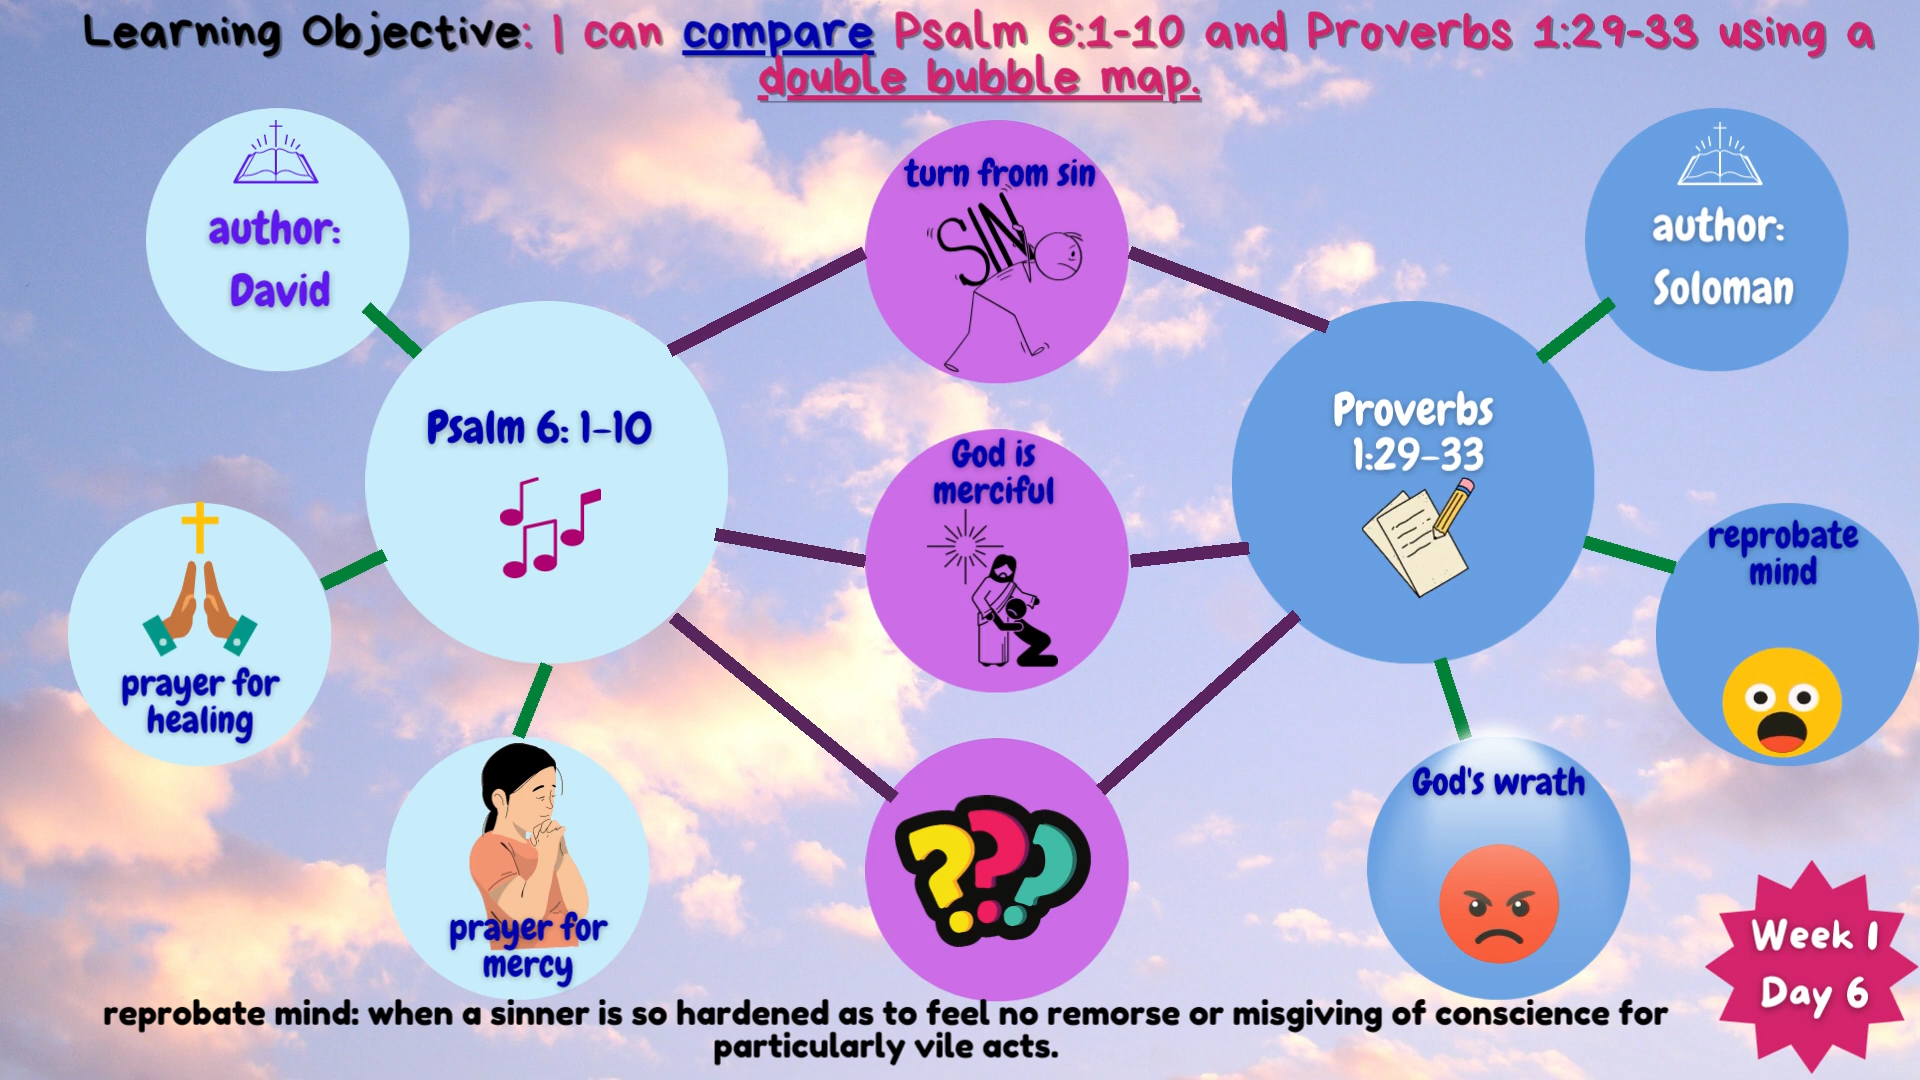 Learning Objective: I can compare Psalm 6:1-10 and Proverbs 1:29-33 using a
double bubble map.
author:
David
turn from sin
SIN
author:
Soloman
Psalm 6: 1-10
Proverbs
1:29-33
God is
merciful
reprobate
mind
prayer for
healing
God's wrath
prayer for
mercy
???
Week 1
Day 6
reprobate mind: when a sinner is so hardened as to feel no remorse or misgiving of conscience for
particularly vile acts.